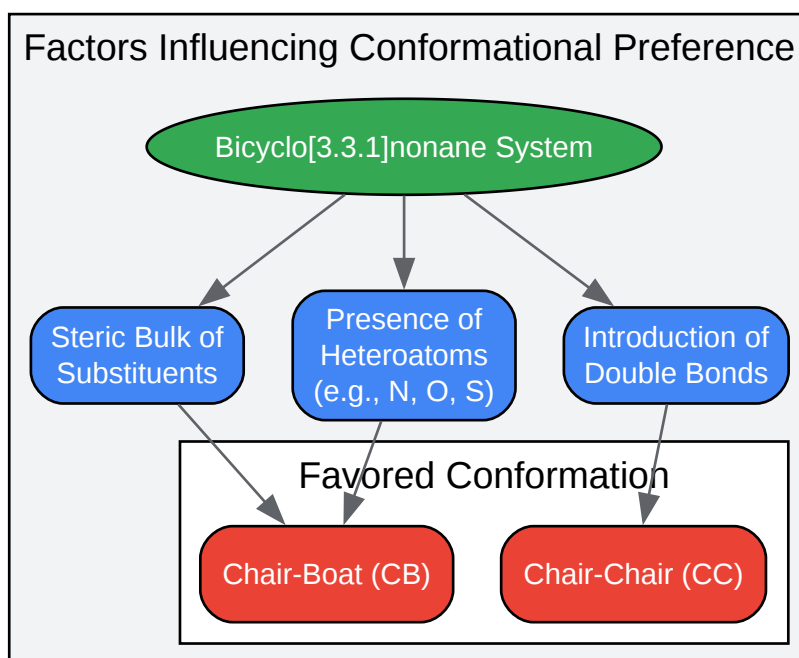 Factors Influencing Conformational Preference
Bicyclo[3.3.1]nonane System
Steric Bulk of
Substituents
Presence of
Heteroatoms
(e.g., N, O, S)
Introduction of
Double Bonds
Favored Conformation
Chair-Boat (CB)
Chair-Chair (CC)